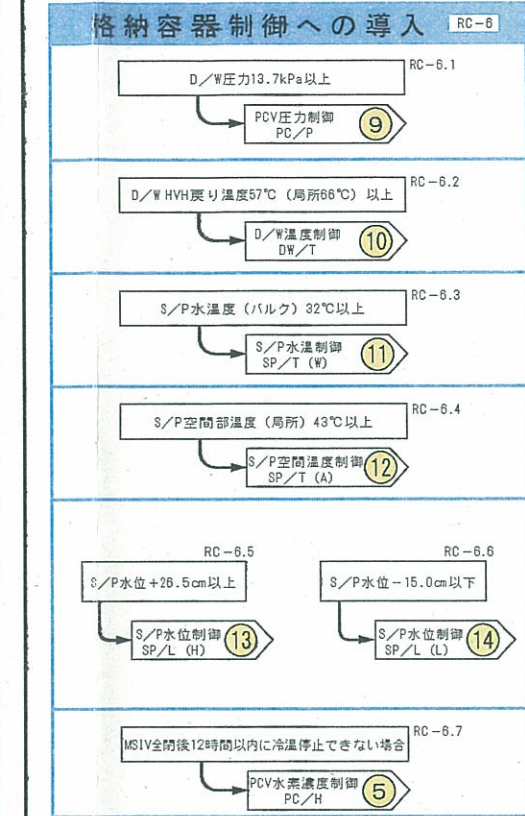 格納容器制御への導入 RC-6
RC-6.1
D/W圧力13.7kPa以上
PCV圧力制御
PC/P
9
RC-6.2
D/W HVH戻り温度57℃(局所66℃)以上
D/W温度制御
DW/T
10
RC-6.3
S/P水温度(バルク)32℃以上
S/P水温制御
SP/T(W)
11
RC-6.4
S/P空間部温度(局所)43℃以上
S/P空間温度制御
SP/T(A)
12
RC-6.5
S/P水位+26.5cm以上
S/P水位制御
SP/L(H)
13
RC-6.6
S/P水位-15.0cm以下
S/P水位制御
SP/L(L)
14
RC-6.7
MSIV全閉後12時間以内に冷温停止できない場合
PCV水素濃度制御
PC/H
5